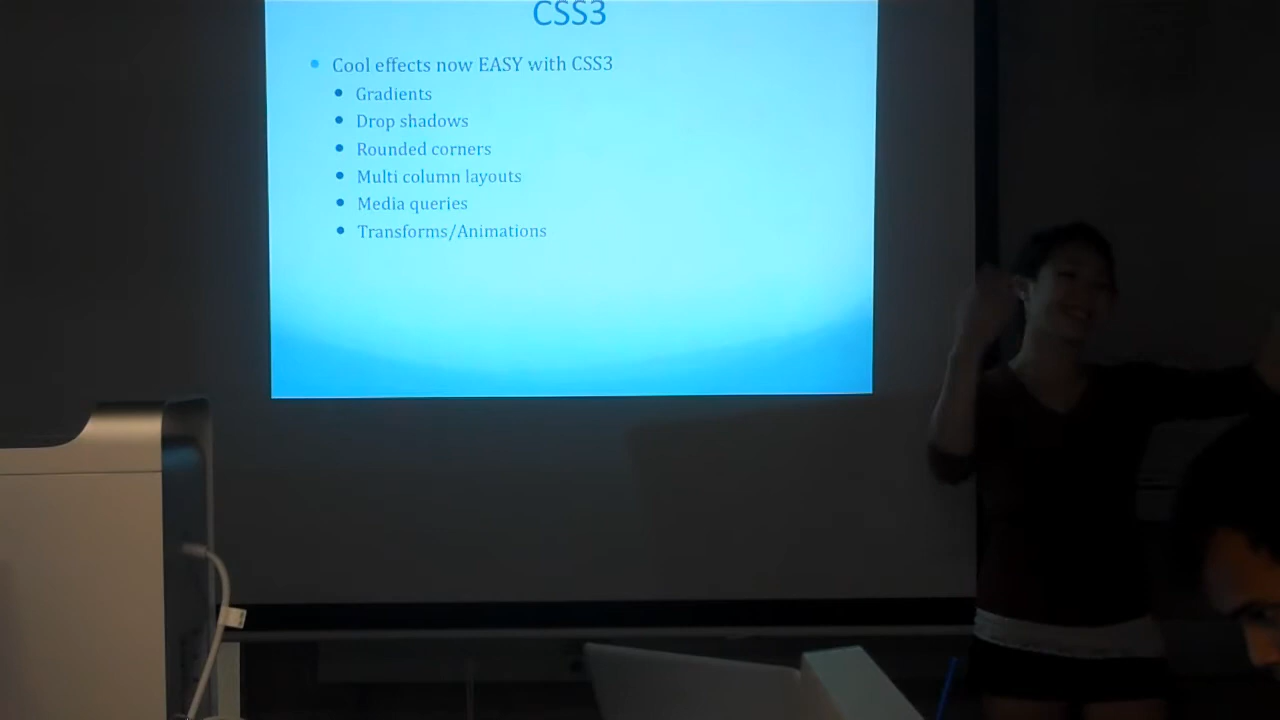 CSS3
Cool effects now EASY with CSS3
Gradients
Drop shadows
Rounded corners
Multi column layouts
Media queries
Transforms/Animations